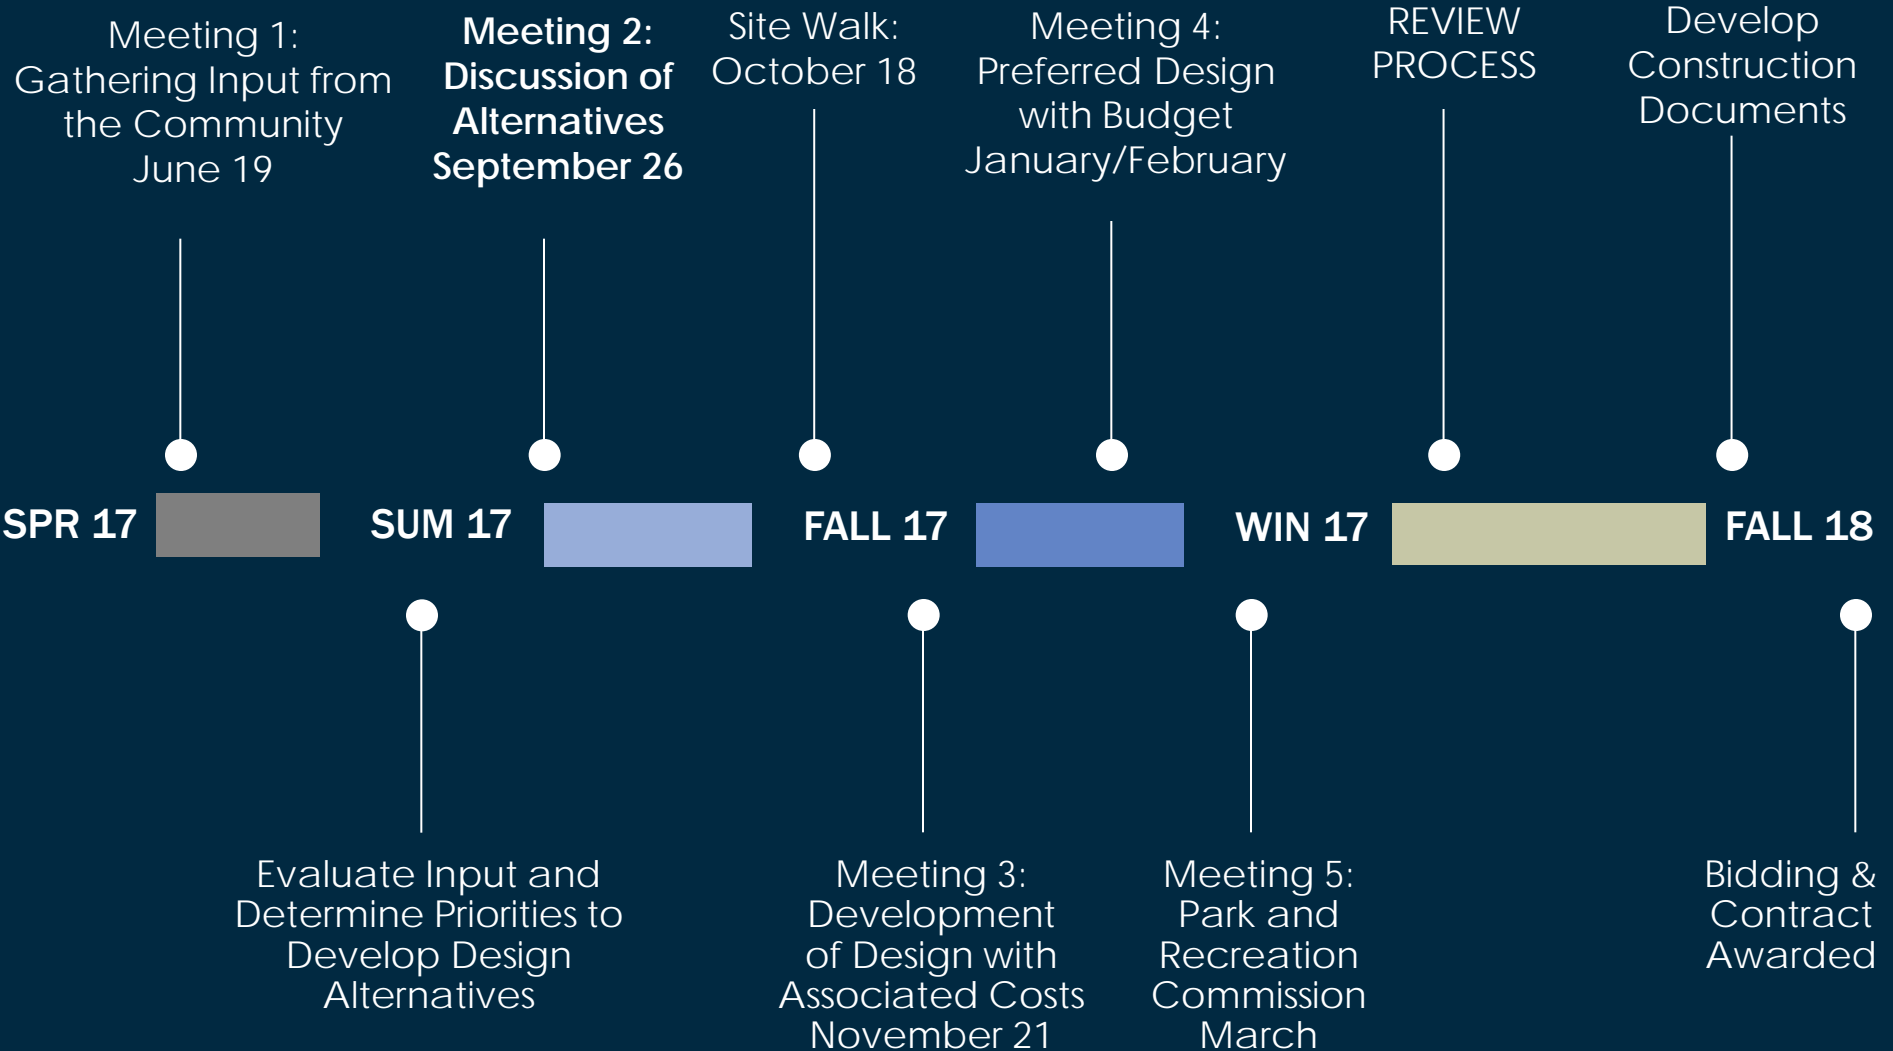 Meeting 1:
Gathering Input from
the Community
June 19
Meeting 2:
Discussion of
Alternatives
September 26
Site Walk:
October 18
Meeting 4:
Preferred Design
with Budget
January/February
REVIEW
PROCESS
Develop
Construction
Documents
SPR 17
SUM 17
FALL 17
WIN 17
FALL 18
Evaluate Input and
Determine Priorities to
Develop Design
Alternatives
Meeting 3:
Development
of Design with
Associated Costs
November 21
Meeting 5:
Park and
Recreation
Commission
March
Bidding &
Contract
Awarded